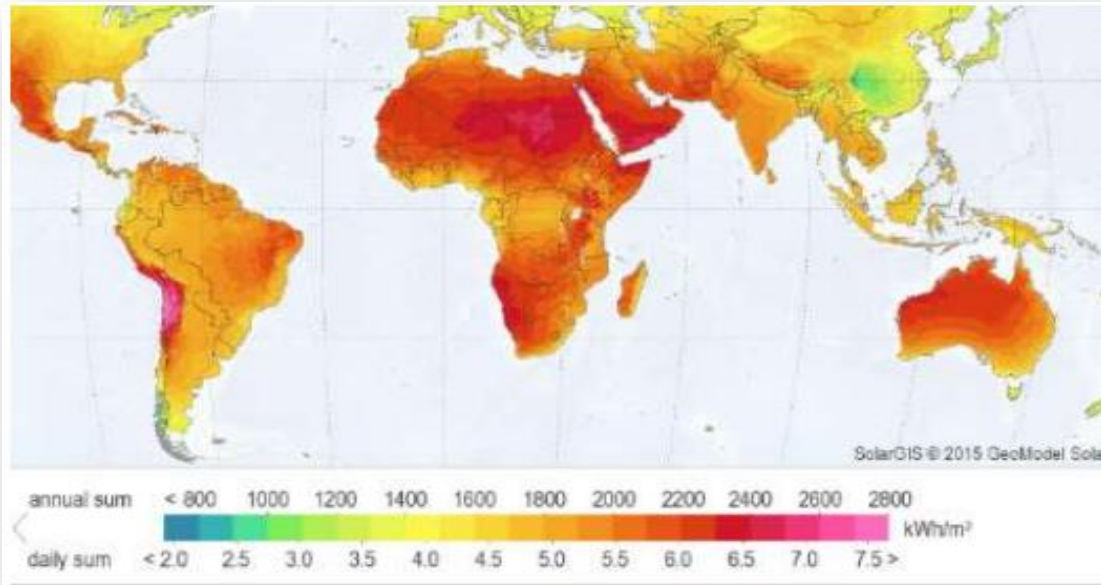 SolarGIS © 2015 GeoModel Sola
annual sum < 800 1000 1200 1400 1600 1800 2000 2200 2400 2600 2800
kWh/m²
daily sum < 2.0 2.5 3.0 3.5 4.0 4.5 5.0 5.5 6.0 6.5 7.0 7.5 >